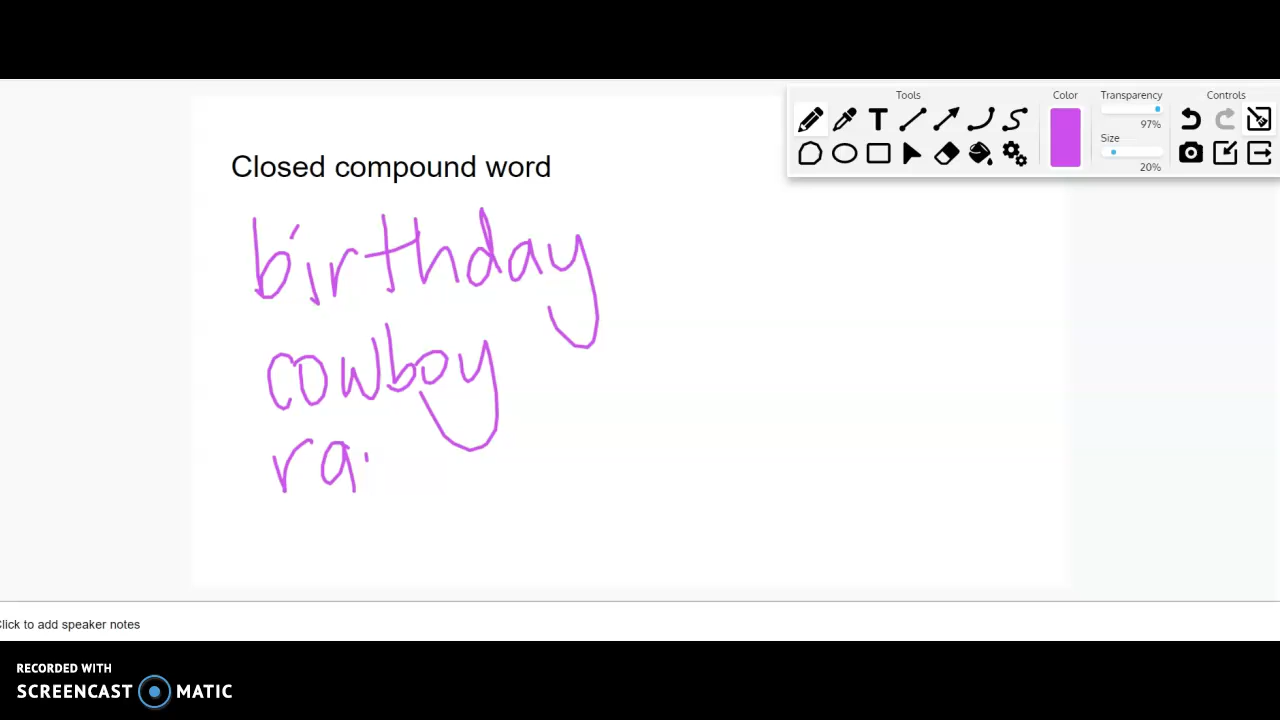 Tools
Color
Transparency
Controls
97%
Size
20%
Closed compound word
birthday
cowboy
ra
Click to add speaker notes
RECORDED WITH
SCREENCAST MATIC